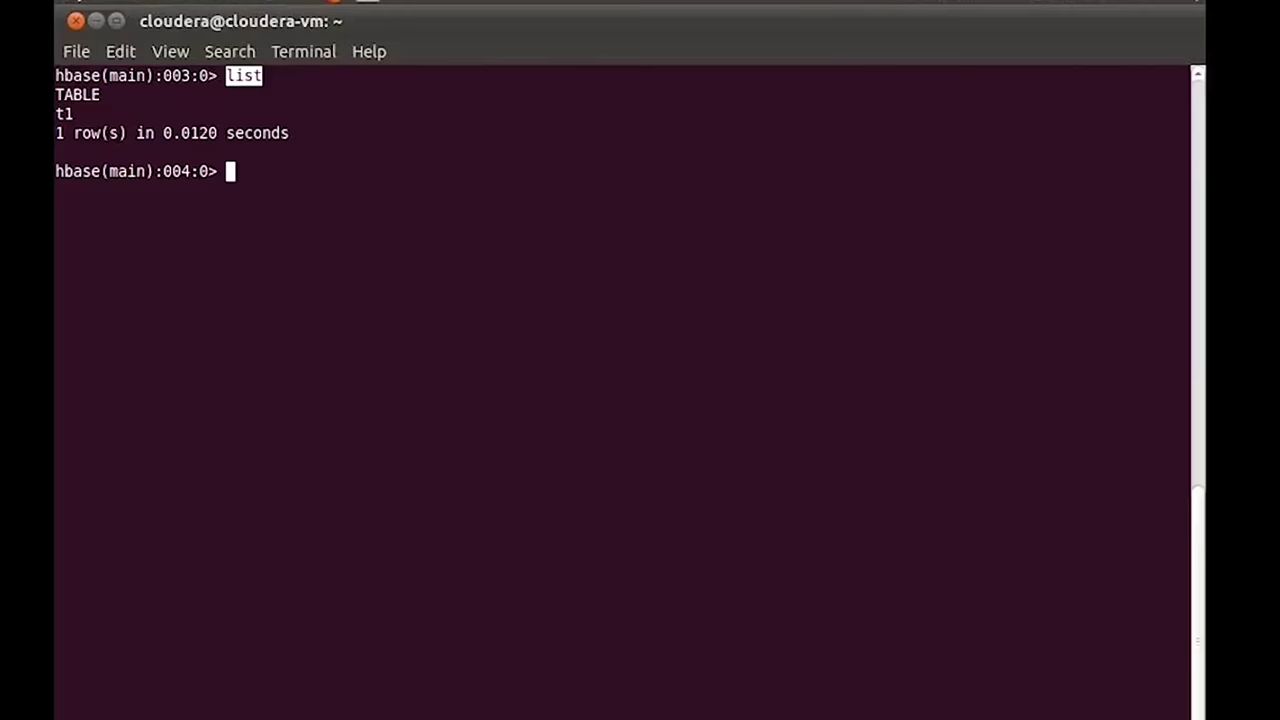 cloudera@cloudera-vm: ~
File Edit View Search Terminal Help
hbase(main):003:0> list
TABLE
t1
1 row(s) in 0.0120 seconds
hbase(main):004:0>